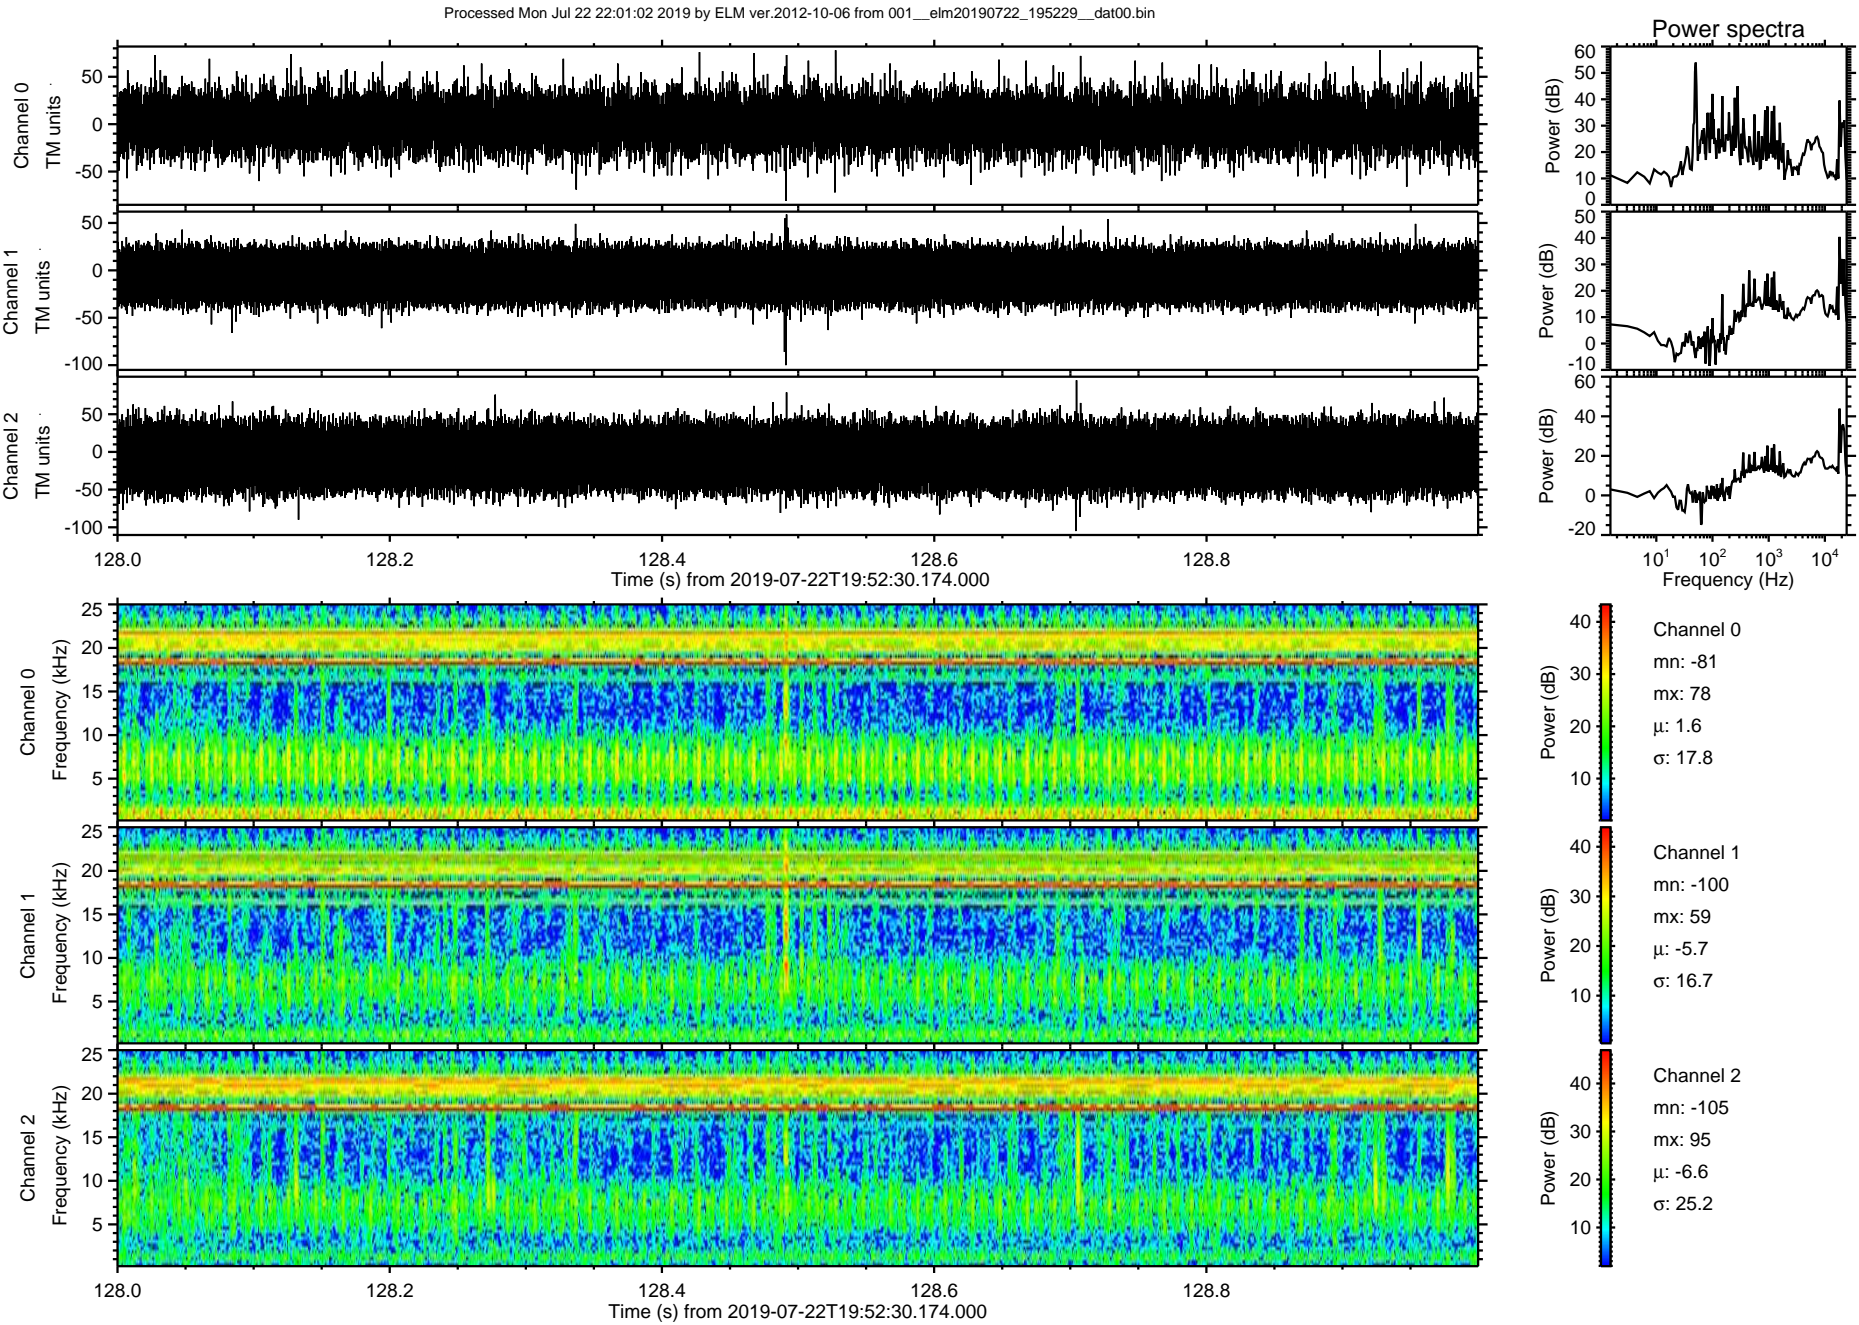 Processed Mon Jul 22 22:01:02 2019 by ELM ver.2012-10-06 from 001__elm20190722_195229__dat00.bin
Power spectra
Channel 0
TM units
50
0
-50
Power (dB)
60
50
40
30
20
10
0
Channel 1
TM units
50
0
-50
-100
Power (dB)
50
40
30
20
10
0
-10
Channel 2
TM units
50
0
-50
-100
Power (dB)
60
40
20
0
-20
128.0 128.2 128.4 128.6 128.8
Time (s) from 2019-07-22T19:52:30.174.000
10^1 10^2 10^3 10^4
Frequency (Hz)
Channel 0
Frequency (kHz)
25
20
15
10
5
Power (dB)
40
30
20
10
Channel 0
mn: -81
mx: 78
μ: 1.6
σ: 17.8
Channel 1
Frequency (kHz)
25
20
15
10
5
Power (dB)
40
30
20
10
Channel 1
mn: -100
mx: 59
μ: -5.7
σ: 16.7
Channel 2
Frequency (kHz)
25
20
15
10
5
Power (dB)
40
30
20
10
Channel 2
mn: -105
mx: 95
μ: -6.6
σ: 25.2
128.0 128.2 128.4 128.6 128.8
Time (s) from 2019-07-22T19:52:30.174.000